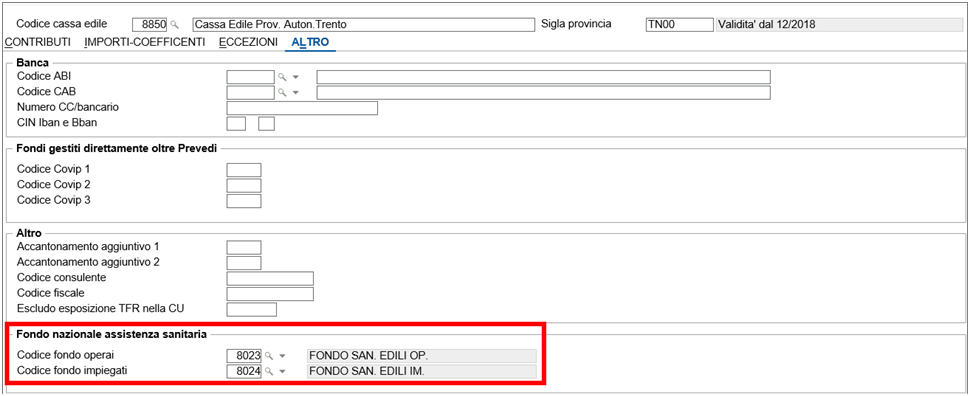 Codice cassa edile 8850 Cassa Edile Prov. Auton.Trento Sigla provincia TN00 Validita' dal 12/2018
CONTRIBUTI IMPORTI-COEFFICENTI ECCEZIONI ALTRO
Banca
Codice ABI
Codice CAB
Numero CC/bancario
CIN Iban e Bban
Fondi gestiti direttamente oltre Prevedi
Codice Covip 1
Codice Covip 2
Codice Covip 3
Altro
Accantonamento aggiuntivo 1
Accantonamento aggiuntivo 2
Codice consulente
Codice fiscale
Escludo esposizione TFR nella CU
Fondo nazionale assistenza sanitaria
Codice fondo operai 8023 FONDO SAN. EDILI OP.
Codice fondo impiegati 8024 FONDO SAN. EDILI IM.